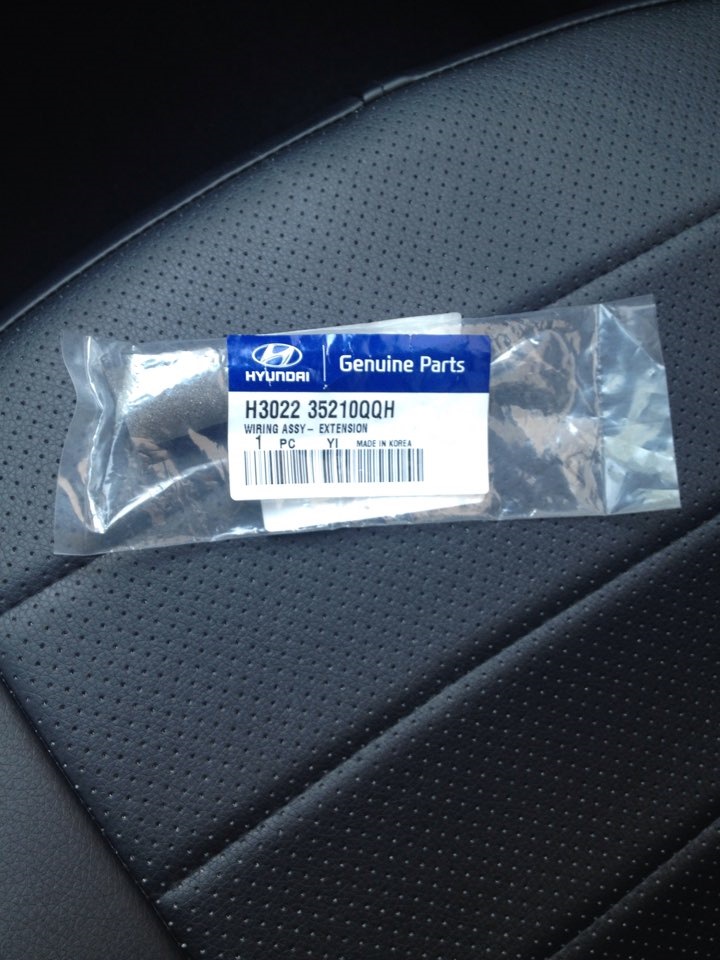 HYUNDAI Genuine Parts
H3022 35210QQH
WIRING ASSY- EXTENSION
1 PC YI MADE IN KOREA